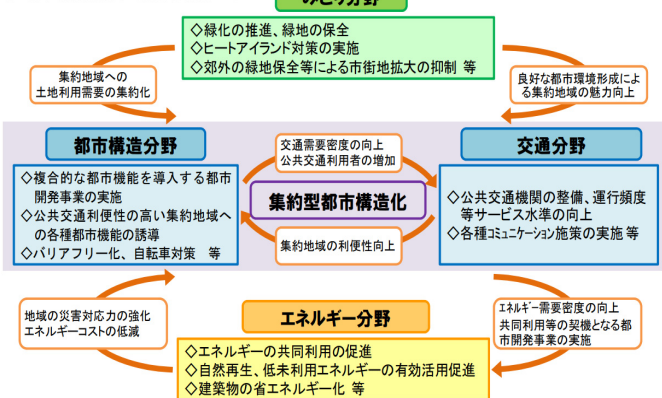 みどり分野
◇緑化の推進、緑地の保全
◇ヒートアイランド対策の実施
◇郊外の緑地保全等による市街地拡大の抑制 等
集約地域への
土地利用需要の集約化
良好な都市環境形成によ
る集約地域の魅力向上
都市構造分野
◇複合的な都市機能を導入する都市
開発事業の実施
◇公共交通利便性の高い集約地域へ
の各種都市機能の誘導
◇バリアフリー化、自転車対策 等
交通需要密度の向上
公共交通利用者の増加
集約型都市構造化
集約地域の利便性向上
交通分野
◇公共交通機関の整備、運行頻度
等サービス水準の向上
◇各種コミュニケーション施策の実施 等
地域の災害対応力の強化
エネルギーコストの低減
エネルギー分野
◇エネルギーの共同利用の促進
◇自然再生、低未利用エネルギーの有効活用促進
◇建築物の省エネルギー化 等
エネルギー需要密度の向上
共同利用等の契機となる都
市開発事業の実施